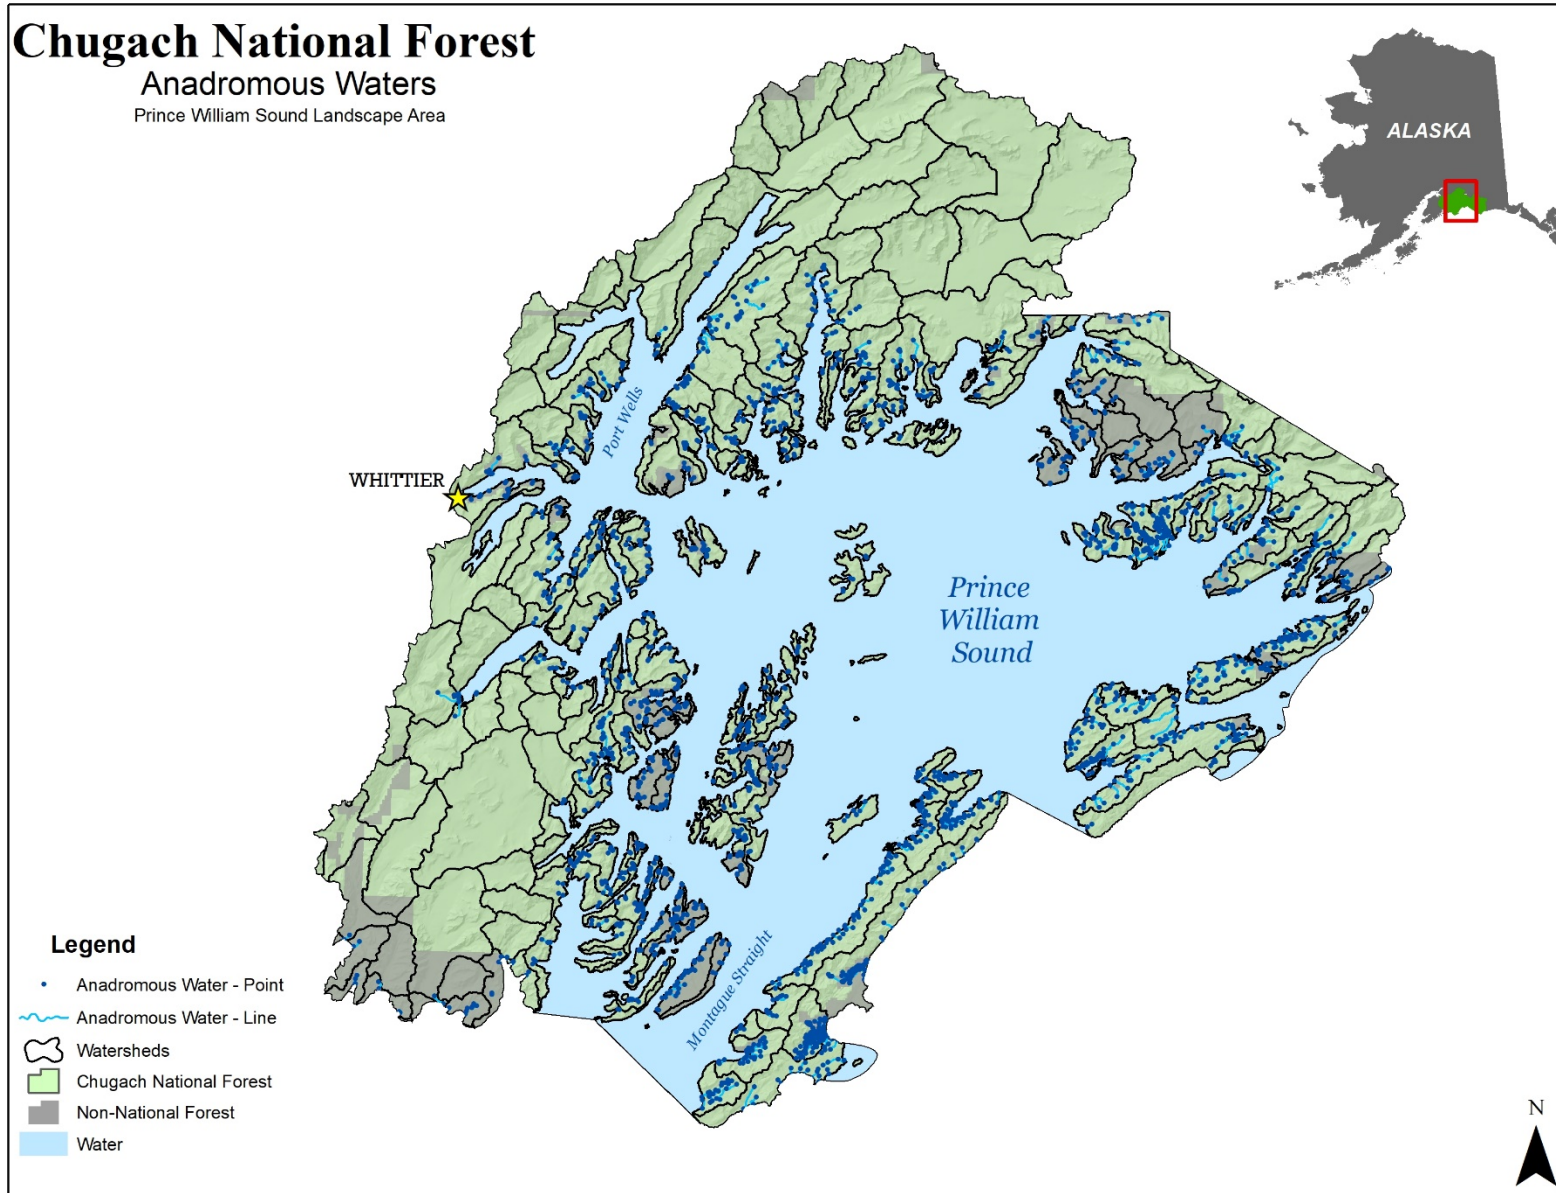 Chugach National Forest
Anadromous Waters
Prince William Sound Landscape Area
ALASKA
Port Wells
WHITTIER
Prince
William
Sound
Montague Straight
Legend
Anadromous Water - Point
Anadromous Water - Line
Watersheds
Chugach National Forest
Non-National Forest
Water
N